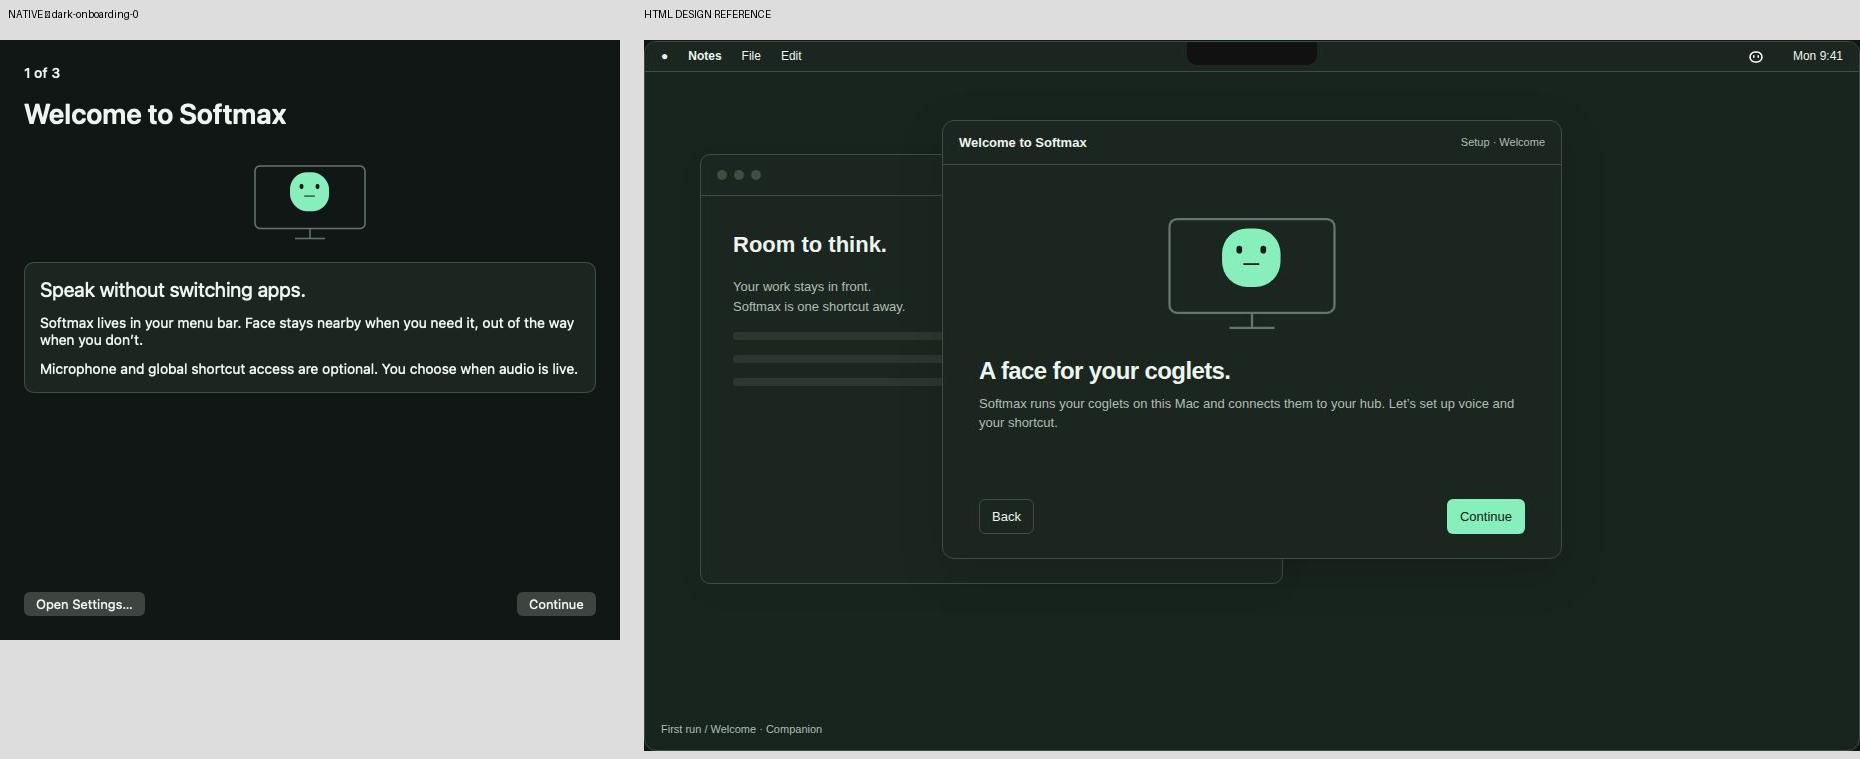 NATIVE dark-onboarding-0
1 of 3
Welcome to Softmax
Speak without switching apps.
Softmax lives in your menu bar. Face stays nearby when you need it, out of the way
when you don’t.
Microphone and global shortcut access are optional. You choose when audio is live.
Open Settings...
Continue
HTML DESIGN REFERENCE
Notes File Edit
Mon 9:41
Room to think.
Your work stays in front.
Softmax is one shortcut away.
Welcome to Softmax
Setup · Welcome
A face for your coglets.
Softmax runs your coglets on this Mac and connects them to your hub. Let’s set up voice and
your shortcut.
Back
Continue
First run / Welcome · Companion